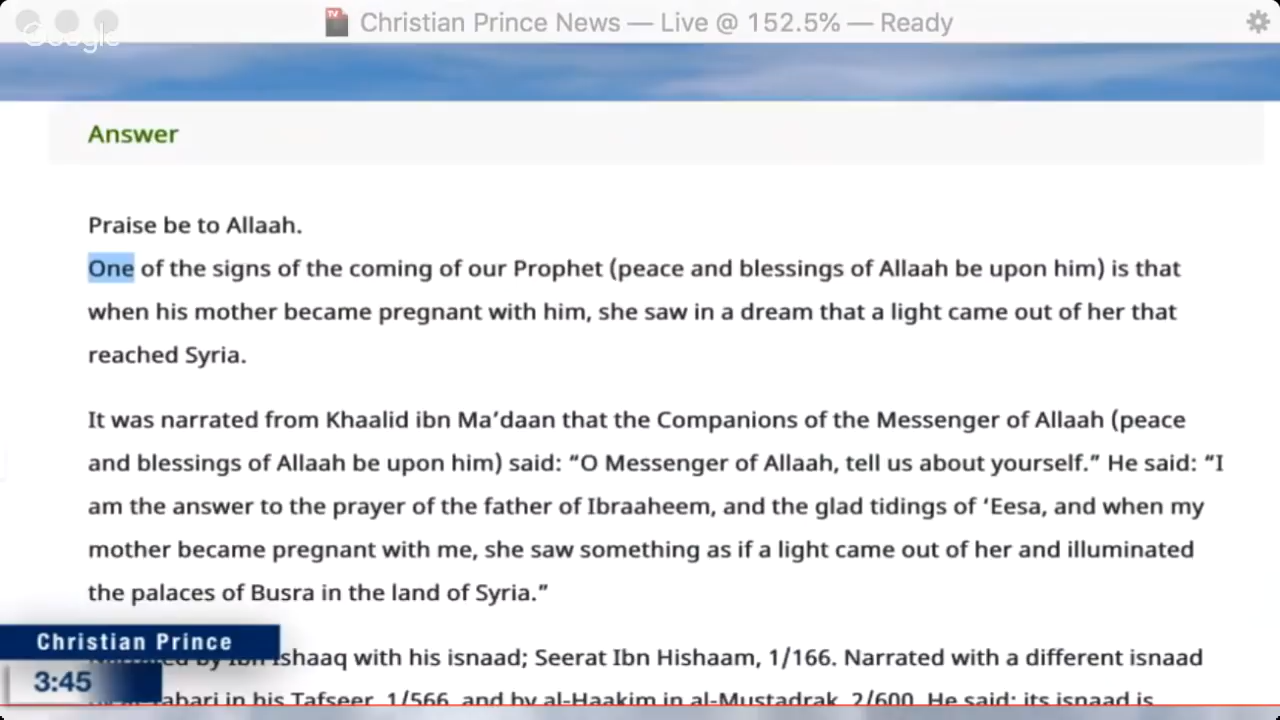 Christian Prince News — Live @ 152.5% — Ready
Google
Answer
Praise be to Allaah.
One of the signs of the coming of our Prophet (peace and blessings of Allaah be upon him) is that
when his mother became pregnant with him, she saw in a dream that a light came out of her that
reached Syria.
It was narrated from Khaalid ibn Ma’daan that the Companions of the Messenger of Allaah (peace
and blessings of Allaah be upon him) said: “O Messenger of Allaah, tell us about yourself.” He said: “I
am the answer to the prayer of the father of Ibraaheem, and the glad tidings of ‘Eesa, and when my
mother became pregnant with me, she saw something as if a light came out of her and illuminated
the palaces of Busra in the land of Syria.”
Christian Prince
Narrated by Ibn Ishaaq with his isnaad; Seerat Ibn Hishaam, 1/166. Narrated with a different isnaad
3:45
Tabari in his Tafseer, 1/566, and by al-Haakim in al-Mustadrak, 2/600. He said: its isnaad is